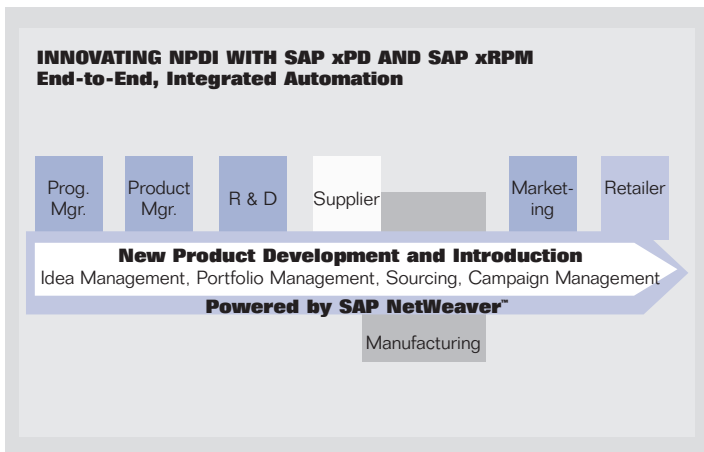 INNOVATING NPDI WITH SAP xPD AND SAP xRPM
End-to-End, Integrated Automation
Prog.
Mgr.
Product
Mgr.
R & D
Supplier
Market-
ing
Retailer
New Product Development and Introduction
Idea Management, Portfolio Management, Sourcing, Campaign Management
Powered by SAP NetWeaver™
Manufacturing